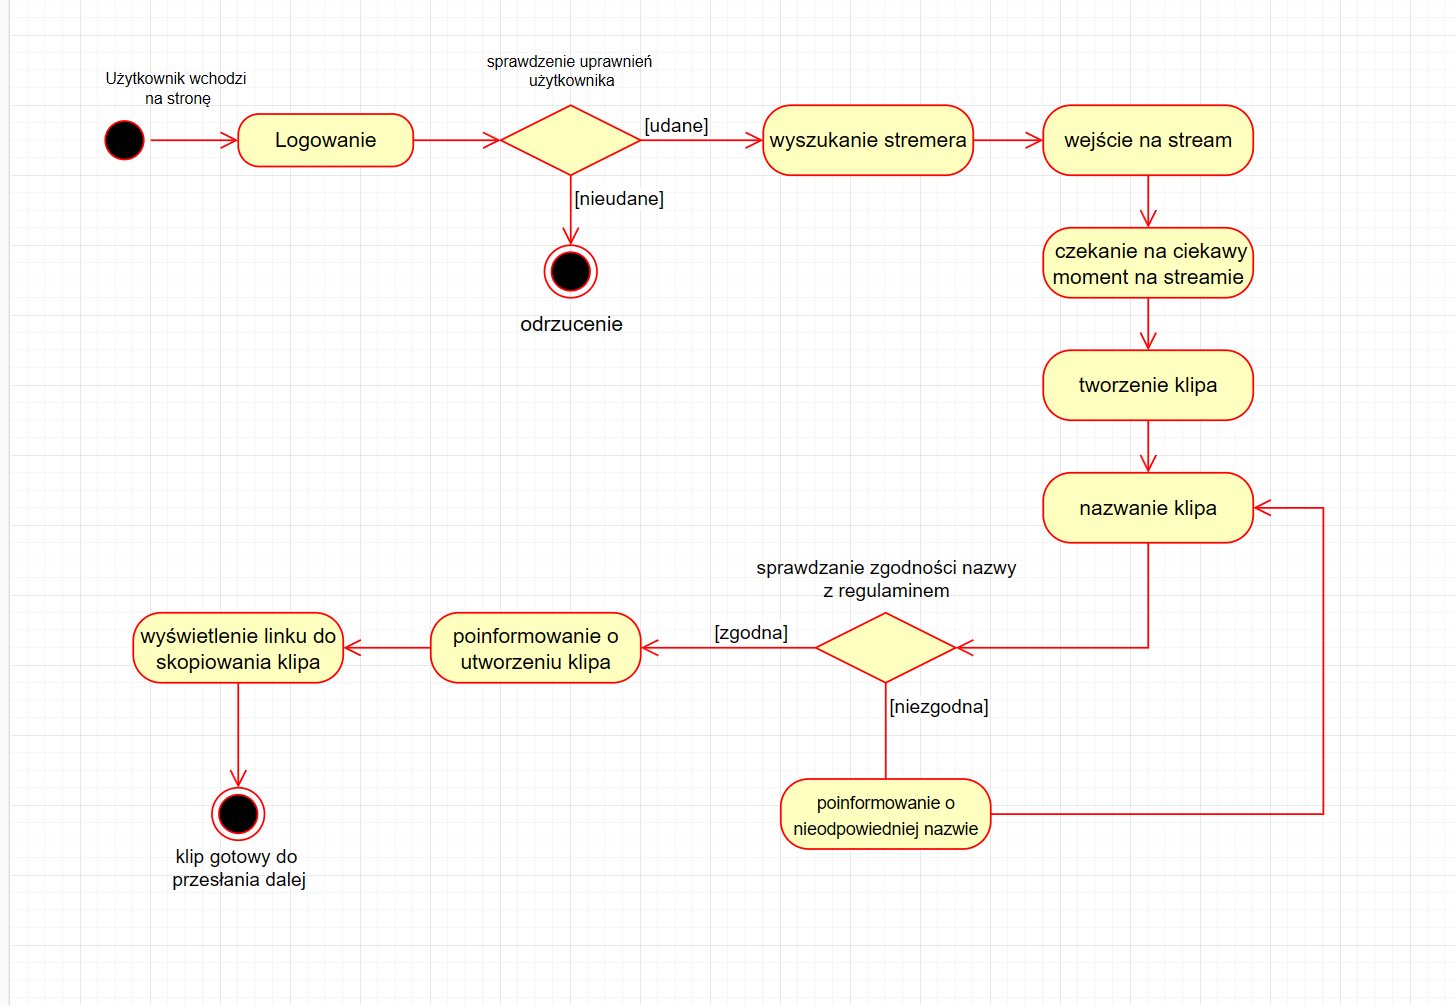 Użytkownik wchodzi
na stronę
Logowanie
sprawdzenie uprawnień
użytkownika
[udane]
[nieudane]
odrzucenie
wyszukanie stremera
wejście na stream
czekanie na ciekawy
moment na streamie
tworzenie klipa
nazwanie klipa
sprawdzanie zgodności nazwy
z regulaminem
[zgodna]
[niezgodna]
poinformowanie o
nieodpowiedniej nazwie
poinformowanie o
utworzeniu klipa
wyświetlenie linku do
skopiowania klipa
klip gotowy do
przesłania dalej